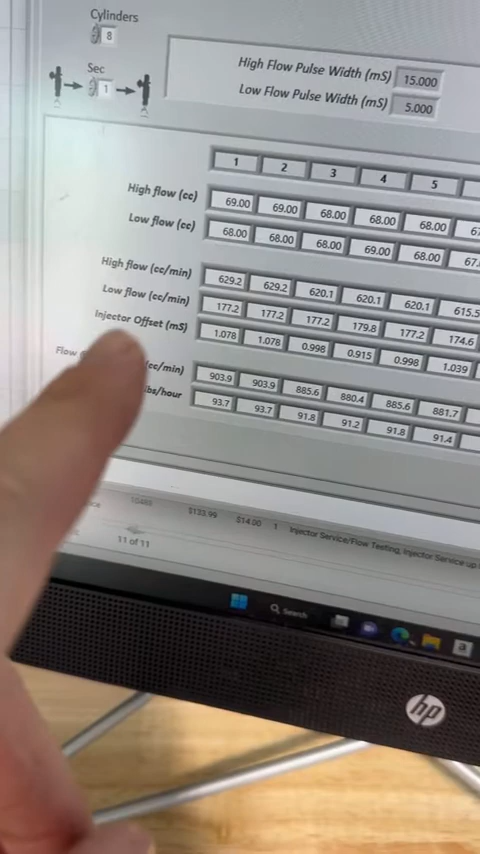 Cylinders
8
Sec
1
High Flow Pulse Width (mS) 15.000
Low Flow Pulse Width (mS) 5.000
1 2 3 4 5
High flow (cc) 69.00 69.00 68.00 68.00 68.00 67
Low flow (cc) 68.00 68.00 68.00 69.00 68.00 67.
High flow (cc/min) 629.2 629.2 620.1 620.1 620.1 615.5
Low flow (cc/min) 177.2 177.2 177.2 179.8 177.2 174.6
Injector Offset (mS) 1.078 1.078 0.998 0.915 0.998 1.039
Flow (cc/min) 903.9 903.9 885.6 880.4 885.6 881.7
lbs/hour 93.7 93.7 91.8 91.2 91.8 91.4
$133.99 $14.00 1 Injector Service/Flow Testing, Injector Service up
11 of 11
Search
a
hp